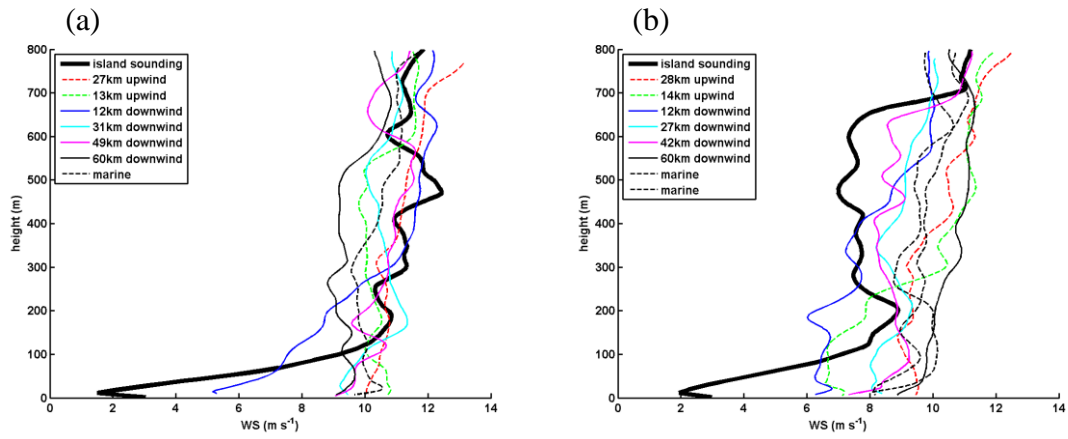 (a)
800
700
600
500
400
300
200
100
0
height (m)
island sounding
27km upwind
13km upwind
12km downwind
31km downwind
49km downwind
60km downwind
marine
0 2 4 6 8 10 12 14
WS (m s⁻¹)
(b)
800
700
600
500
400
300
200
100
0
height (m)
island sounding
28km upwind
14km upwind
12km downwind
27km downwind
42km downwind
60km downwind
marine
marine
0 2 4 6 8 10 12 14
WS (m s⁻¹)